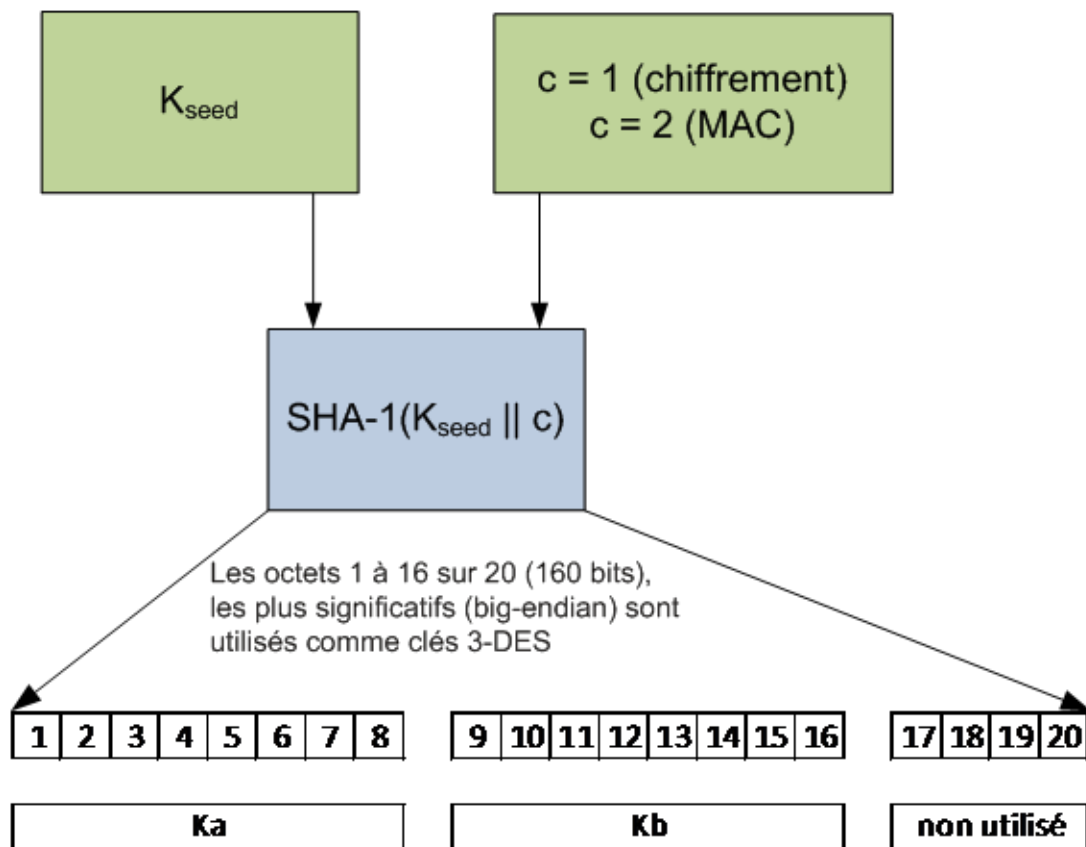 Kseed
c = 1 (chiffrement)
c = 2 (MAC)
SHA-1(Kseed || c)
Les octets 1 à 16 sur 20 (160 bits),
les plus significatifs (big-endian) sont
utilisés comme clés 3-DES
1 2 3 4 5 6 7 8 9 10 11 12 13 14 15 16 17 18 19 20
Ka Kb non utilisé